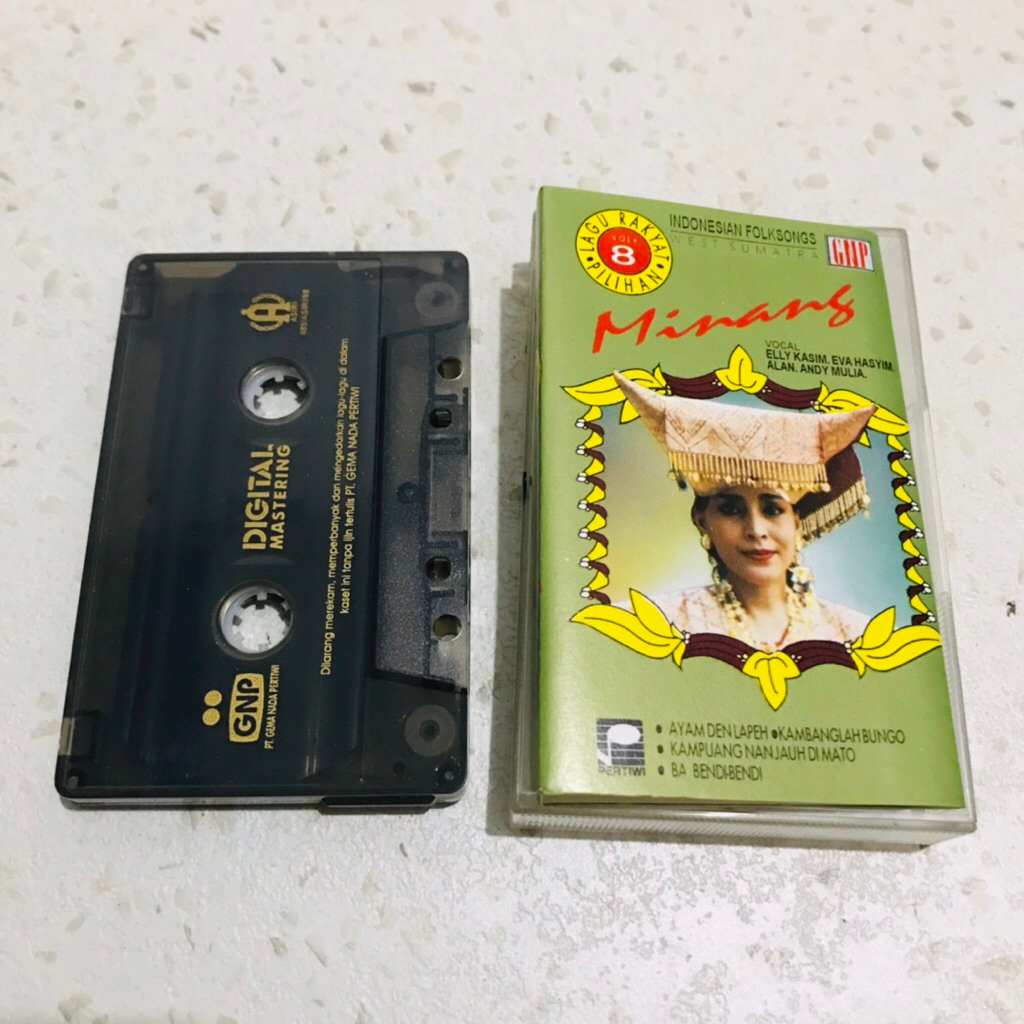 ASIRI
DIGITAL
MASTERING
Dilarang merekam, memperbanyak dan mengedarkan lagu-lagu di dalam
kaset ini tanpa ijin tertulis PT. GEMA NADA PERTIWI
GNP
PT. GEMA NADA PERTIWI
LAGU RAKYAT
VOL.
8
PILIHAN
INDONESIAN FOLKSONGS
WEST SUMATRA
GNP
Minang
VOCAL
ELLY KASIM. EVA HASYIM.
ALAN. ANDY MULIA.
PERTIWI
• AYAM DEN LAPEH •KAMBANGLAH BUNGO
• KAMPUANG NAN JAUH DI MATO
• BA BENDI-BENDI